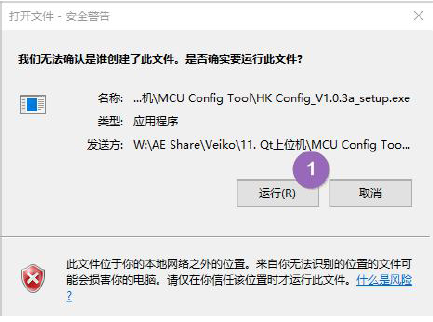 打开文件 - 安全警告
我们无法确认是谁创建了此文件。是否确实要运行此文件?
名称: ...机\MCU Config Tool\HK Config_V1.0.3a_setup.exe
类型: 应用程序
发送方: W:\AE Share\Veiko\11. Qt上位机\MCU Config Too...
1
运行(R)
取消
此文件位于你的本地网络之外的位置。来自你无法识别的位置的文件可
能会损害你的电脑。请仅在你信任该位置时才运行此文件。什么是风险
?